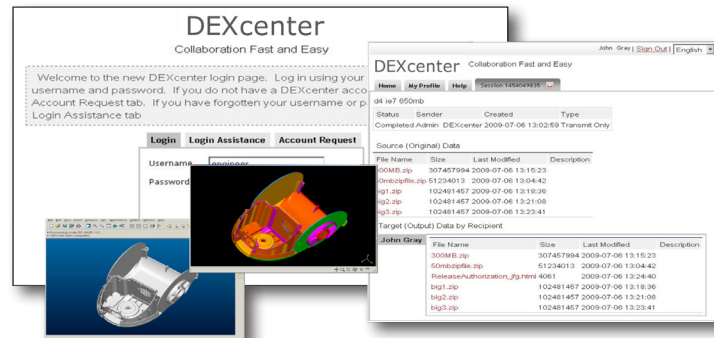 DEXcenter
Collaboration Fast and Easy
Welcome to the new DEXcenter login page. Log in using your
username and password. If you do not have a DEXcenter acco
Account Request tab. If you have forgotten your username or p
Login Assistance tab
Login Login Assistance Account Request
Username engineer
Password
John Gray | Sign Out | English
DEXcenter Collaboration Fast and Easy
Home My Profile Help Session 1454049835
d4 ie7 650mb
Status Sender Created Type
Completed Admin DEXcenter 2009-07-06 13:02:59 Transmit Only
Source (Original) Data
File Name Size Last Modified Description
300MB.zip 307457994 2009-07-06 13:15:23
50mbzipfile.zip 51234013 2009-07-06 13:04:42
big1.zip 102481457 2009-07-06 13:18:36
big2.zip 102481457 2009-07-06 13:21:08
big3.zip 102481457 2009-07-06 13:23:41
Target (Output) Data by Recipient
John Gray
File Name Size Last Modified Description
300MB.zip 307457994 2009-07-06 13:15:23
50mbzipfile.zip 51234013 2009-07-06 13:04:42
ReleaseAuthorization_jfg.html 4061 2009-07-06 13:24:40
big1.zip 102481457 2009-07-06 13:18:36
big2.zip 102481457 2009-07-06 13:21:08
big3.zip 102481457 2009-07-06 13:23:41